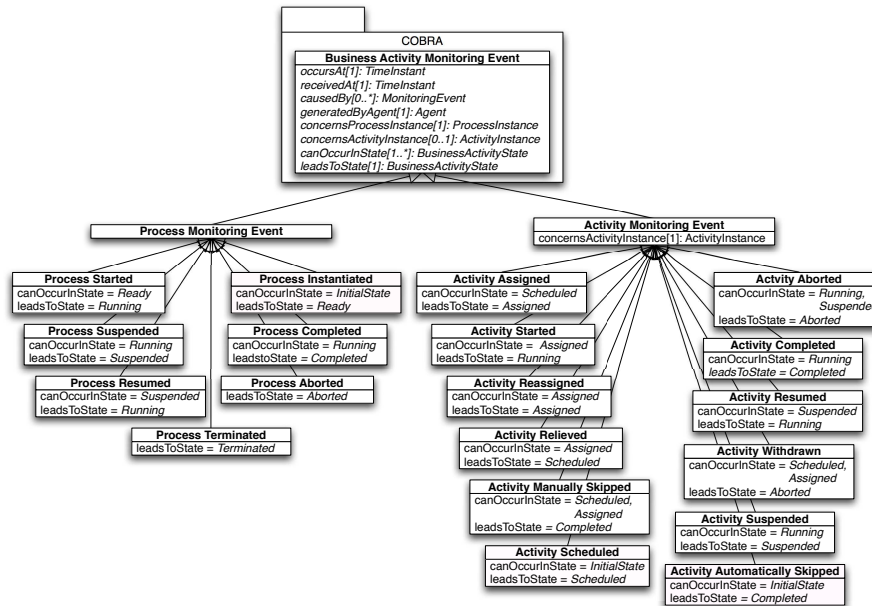 COBRA
Business Activity Monitoring Event
occursAt[1]: TimeInstant
receivedAt[1]: TimeInstant
causedBy[0..*]: MonitoringEvent
generatedByAgent[1]: Agent
concernsProcessInstance[1]: ProcessInstance
concernsActivityInstance[0..1]: ActivityInstance
canOccurInState[1..*]: BusinessActivityState
leadsToState[1]: BusinessActivityState
Process Monitoring Event
Process Started
canOccurInState = Ready
leadsToState = Running
Process Suspended
canOccurInState = Running
leadsToState = Suspended
Process Resumed
canOccurInState = Suspended
leadsToState = Running
Process Terminated
leadsToState = Terminated
Process Instantiated
canOccurInState = InitialState
leadsToState = Ready
Process Completed
canOccurInState = Running
leadstoState = Completed
Process Aborted
leadsToState = Aborted
Activity Monitoring Event
concernsActivityInstance[1]: ActivityInstance
Activity Assigned
canOccurInState = Scheduled
leadsToState = Assigned
Activity Started
canOccurInState = Assigned
leadsToState = Running
Activity Reassigned
canOccurInState = Assigned
leadsToState = Assigned
Activity Relieved
canOccurInState = Assigned
leadsToState = Scheduled
Activity Manually Skipped
canOccurInState = Scheduled,
Assigned
leadsToState = Completed
Activity Scheduled
canOccurInState = InitialState
leadsToState = Scheduled
Activity Aborted
canOccurInState = Running,
Suspende
leadsToState = Aborted
Activity Completed
canOccurInState = Running
leadsToState = Completed
Activity Resumed
canOccurInState = Suspended
leadsToState = Running
Activity Withdrawn
canOccurInState = Scheduled,
Assigned
leadsToState = Aborted
Activity Suspended
canOccurInState = Running
leadsToState = Suspended
Activity Automatically Skipped
canOccurInState = InitialState
leadsToState = Completed